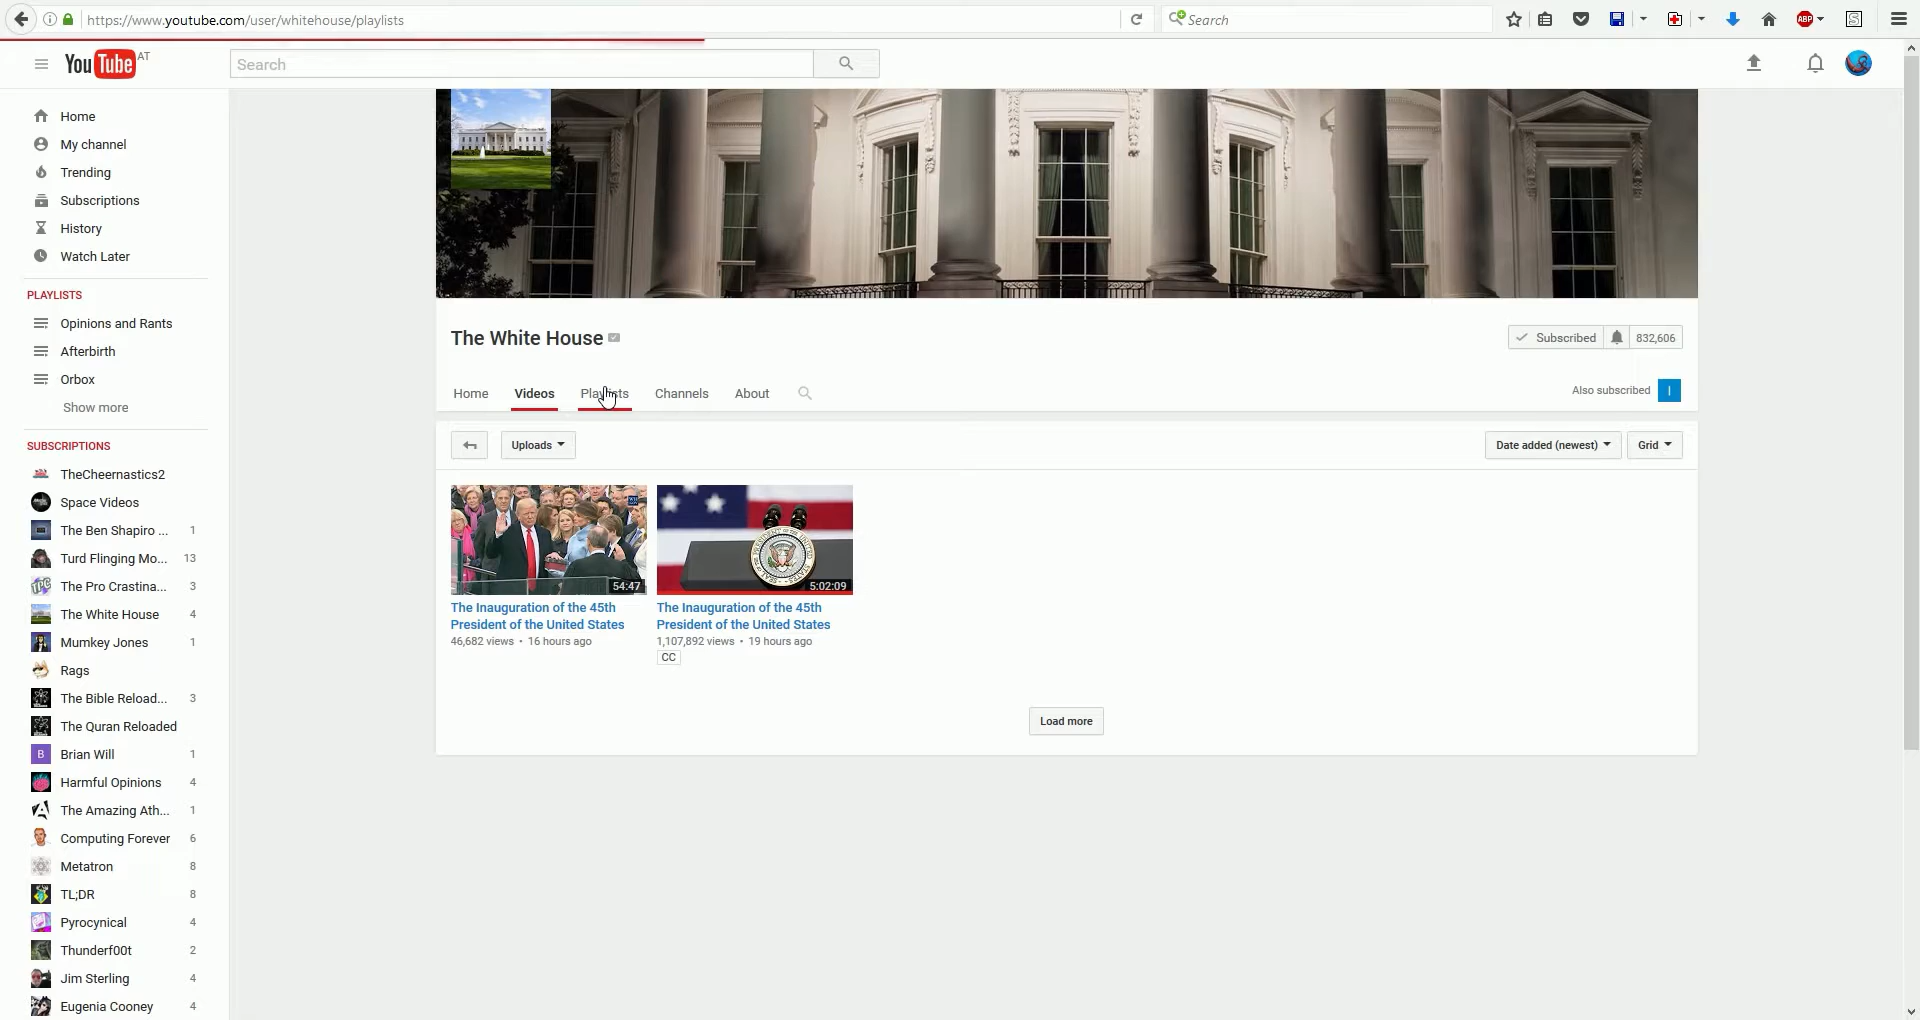 https://www.youtube.com/user/whitehouse/playlists
Search
ABP
YouTube AT
Search
Home
My channel
Trending
Subscriptions
History
Watch Later
PLAYLISTS
Opinions and Rants
Afterbirth
Orbox
Show more
SUBSCRIPTIONS
TheCheernastics2
Space Videos
The Ben Shapiro ... 1
Turd Flinging Mo... 13
The Pro Crastina... 3
The White House 4
Mumkey Jones 1
Rags
The Bible Reload... 3
The Quran Reloaded
B Brian Will 1
Harmful Opinions 4
The Amazing Ath... 1
Computing Forever 6
Metatron 8
TL;DR 8
Pyrocynical 4
Thunderf00t 2
Jim Sterling 4
Eugenia Cooney 4
The White House
Subscribed 832,606
Home Videos Playlists Channels About
Also subscribed I
Uploads
Date added (newest) Grid
54:47
5:02:09
The Inauguration of the 45th
President of the United States
46,682 views • 16 hours ago
The Inauguration of the 45th
President of the United States
1,107,892 views • 19 hours ago
CC
Load more